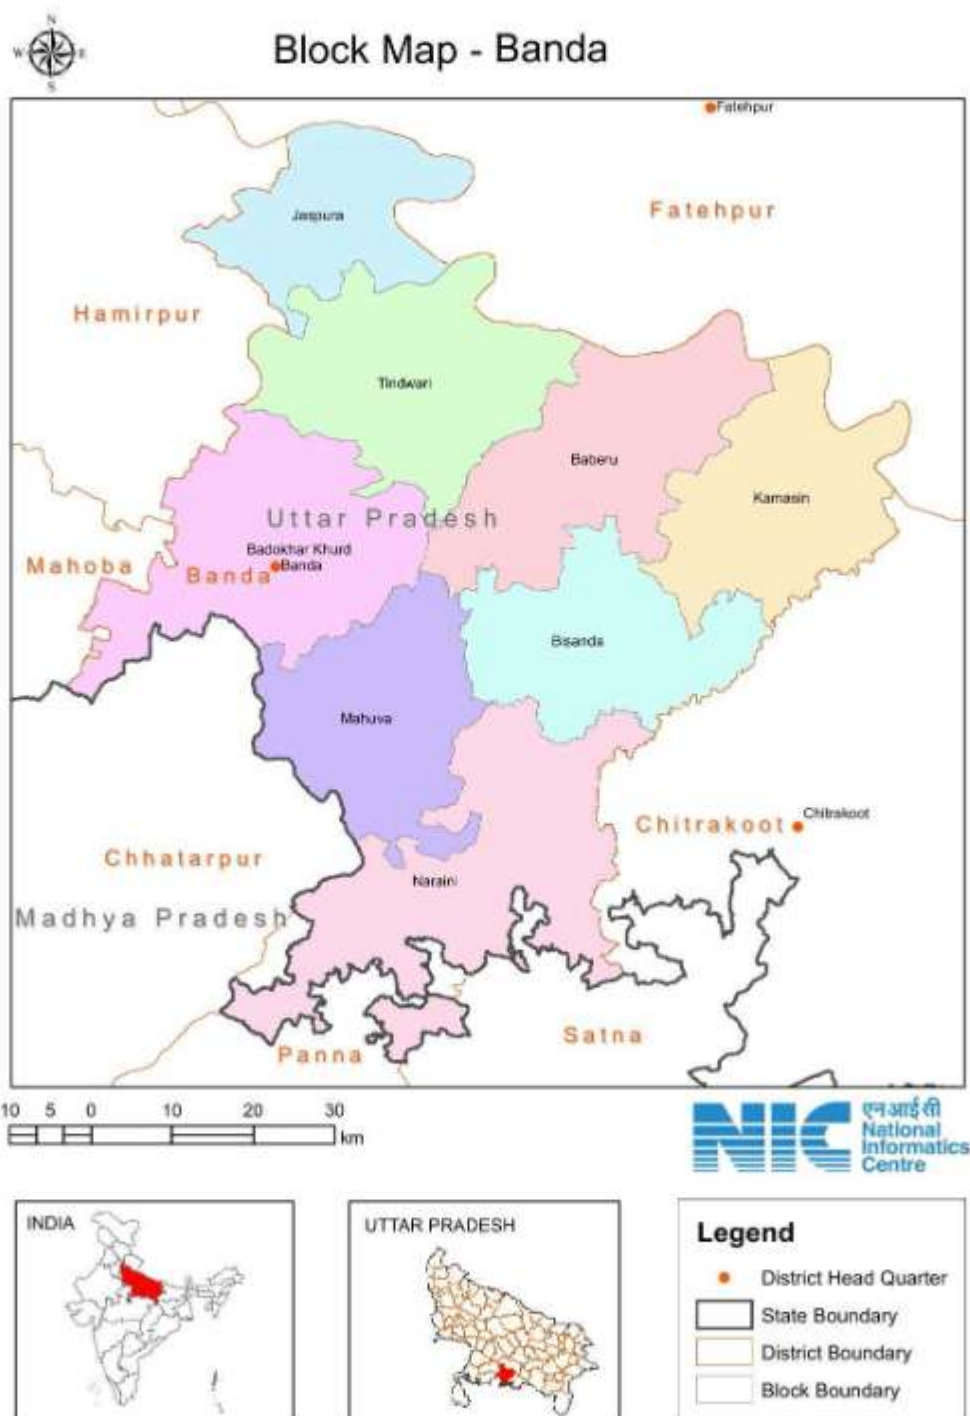 N
W E
S
Block Map - Banda
Fatehpur
Fatehpur
Jaspura
Hamirpur
Tindwari
Baberu
Kamasin
Uttar Pradesh
Badokhar Khurd
Mahoba
Banda
Banda
Bisanda
Mahuva
Chitrakoot
Chitrakoot
Chhatarpur
Naraini
Madhya Pradesh
Satna
Panna
10 5 0 10 20 30
km
NIC
एन आई सी
National
Informatics
Centre
INDIA
UTTAR PRADESH
Legend
District Head Quarter
State Boundary
District Boundary
Block Boundary